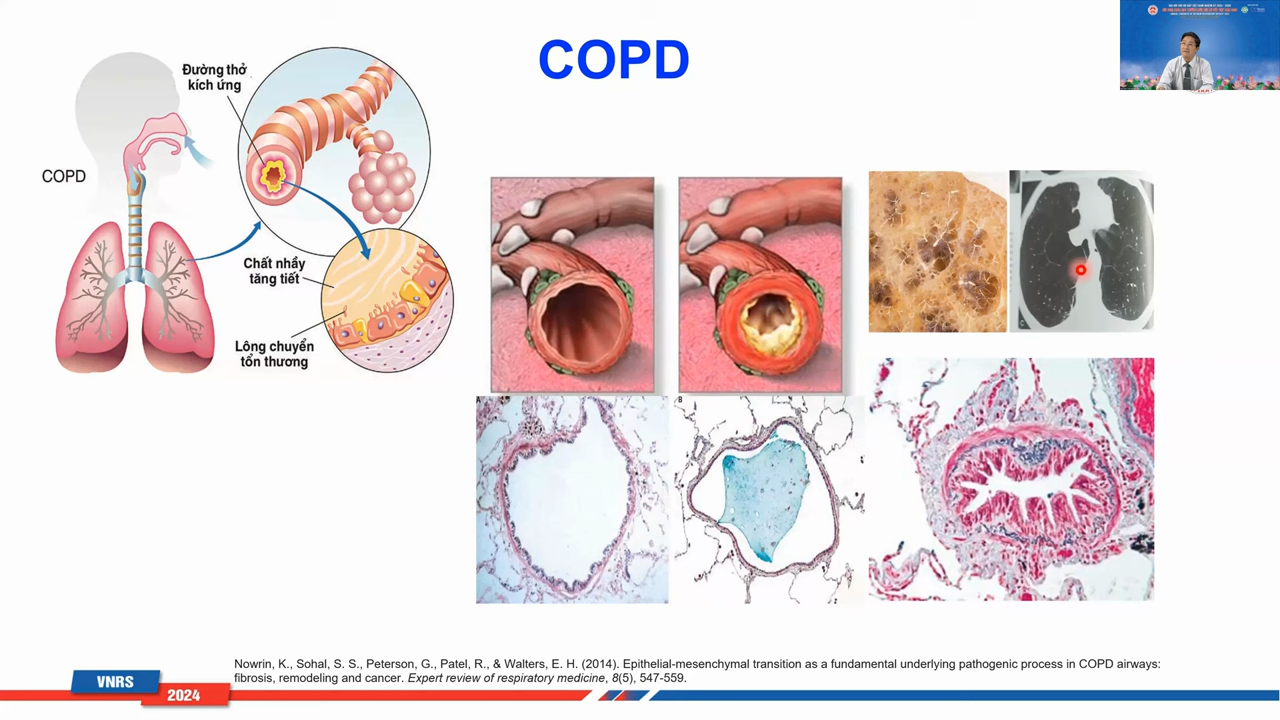 COPD
Đường thở
kích ứng
COPD
Chất nhầy
tăng tiết
Lông chuyển
tổn thương
A
B
C
Nowrin, K., Sohal, S. S., Peterson, G., Patel, R., & Walters, E. H. (2014). Epithelial-mesenchymal transition as a fundamental underlying pathogenic process in COPD airways:
fibrosis, remodeling and cancer. Expert review of respiratory medicine, 8(5), 547-559.
VNRS
2024